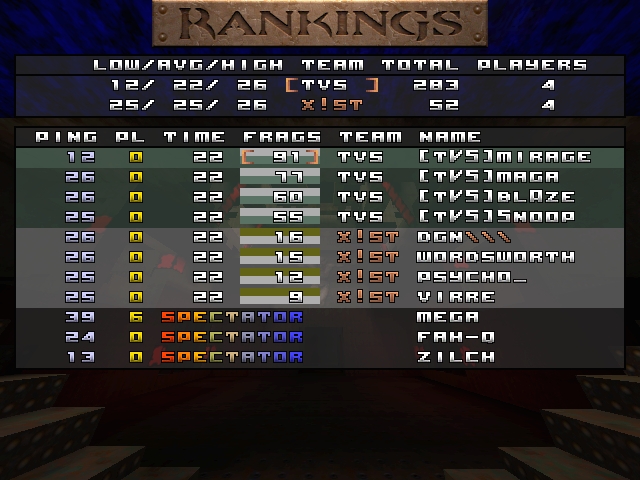 RANKINGS
LOW/AVG/HIGH TEAM TOTAL PLAYERS
12/ 22/ 26 [TVS ] 283 4
25/ 25/ 26 X!ST 52 4
PING PL TIME FRAGS TEAM NAME
12 0 22 [ 91 ] TVS [TVS]MIRAGE
26 0 22 77 TVS [TVS]MAGA
26 0 22 60 TVS [TVS]BLAZE
25 0 22 55 TVS [TVS]SNOOP
26 0 22 16 X!ST DGN\\\
26 0 22 15 X!ST WORDSWORTH
25 0 22 12 X!ST PSYCHO_
25 0 22 9 X!ST VIRRE
39 6 SPECTATOR MEGA
24 0 SPECTATOR FAH-Q
13 0 SPECTATOR ZILCH